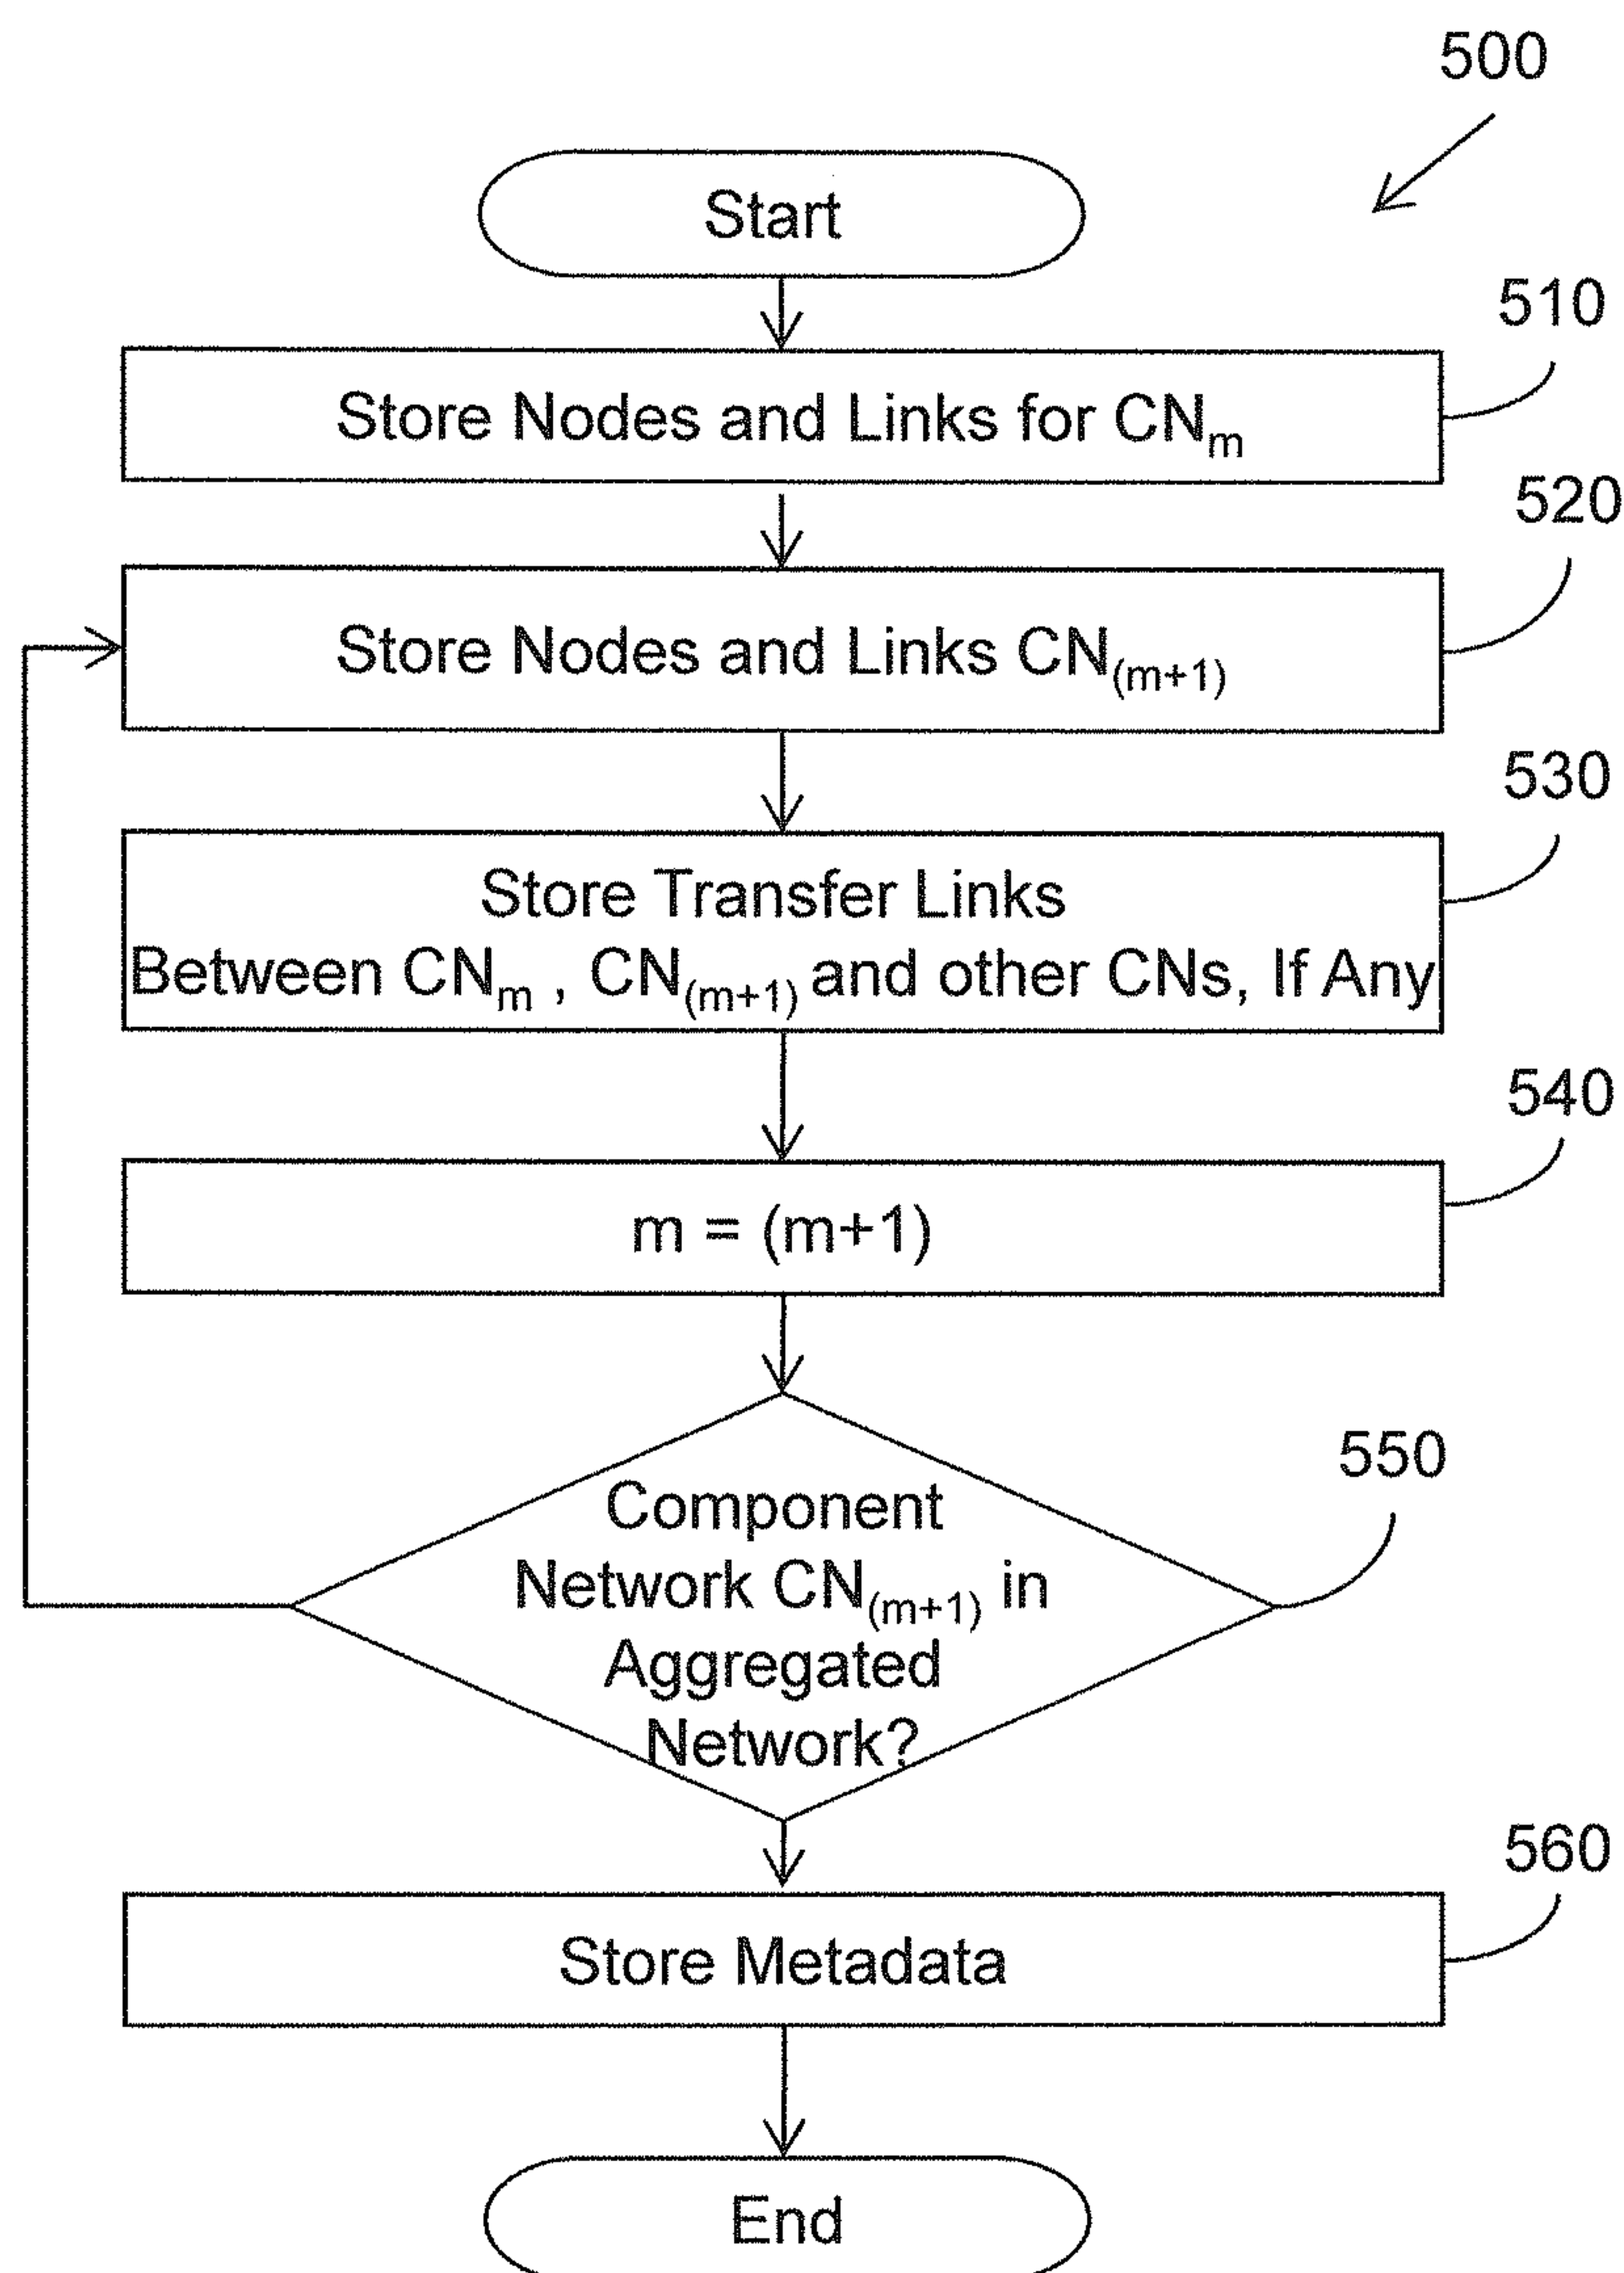 500
Start
510
Store Nodes and Links for CNm
520
Store Nodes and Links CN(m+1)
530
Store Transfer Links
Between CNm , CN(m+1) and other CNs, If Any
540
m = (m+1)
550
Component
Network CN(m+1) in
Aggregated
Network?
560
Store Metadata
End